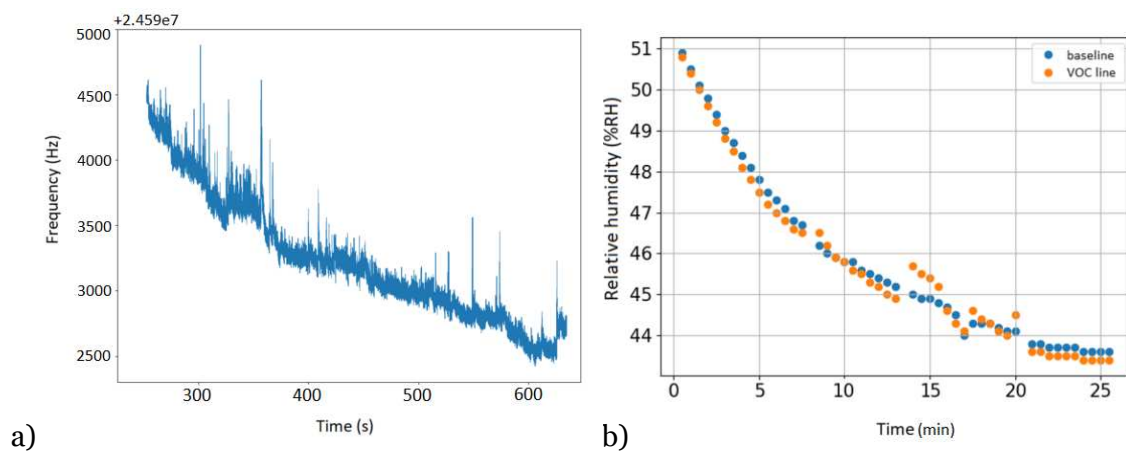 +2.459e7
5000
4500
4000
3500
3000
2500
Frequency (Hz)
300
400
500
600
Time (s)
a)
51
50
49
48
47
46
45
44
Relative humidity (%RH)
baseline
VOC line
0
5
10
15
20
25
Time (min)
b)